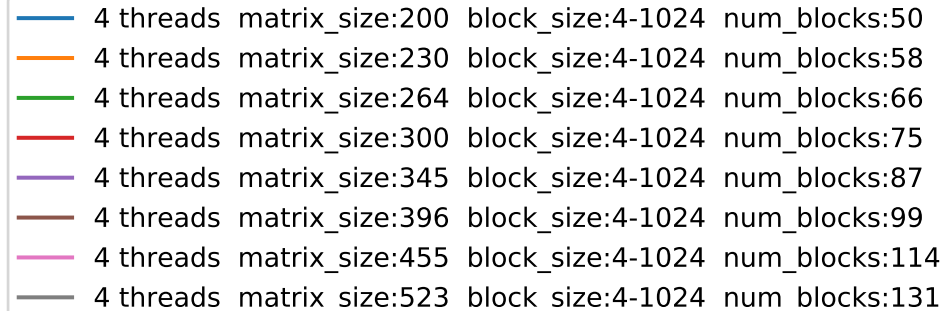 4 threads matrix_size:200 block_size:4-1024 num_blocks:50
4 threads matrix_size:230 block_size:4-1024 num_blocks:58
4 threads matrix_size:264 block_size:4-1024 num_blocks:66
4 threads matrix_size:300 block_size:4-1024 num_blocks:75
4 threads matrix_size:345 block_size:4-1024 num_blocks:87
4 threads matrix_size:396 block_size:4-1024 num_blocks:99
4 threads matrix_size:455 block_size:4-1024 num_blocks:114
4 threads matrix_size:523 block_size:4-1024 num_blocks:131